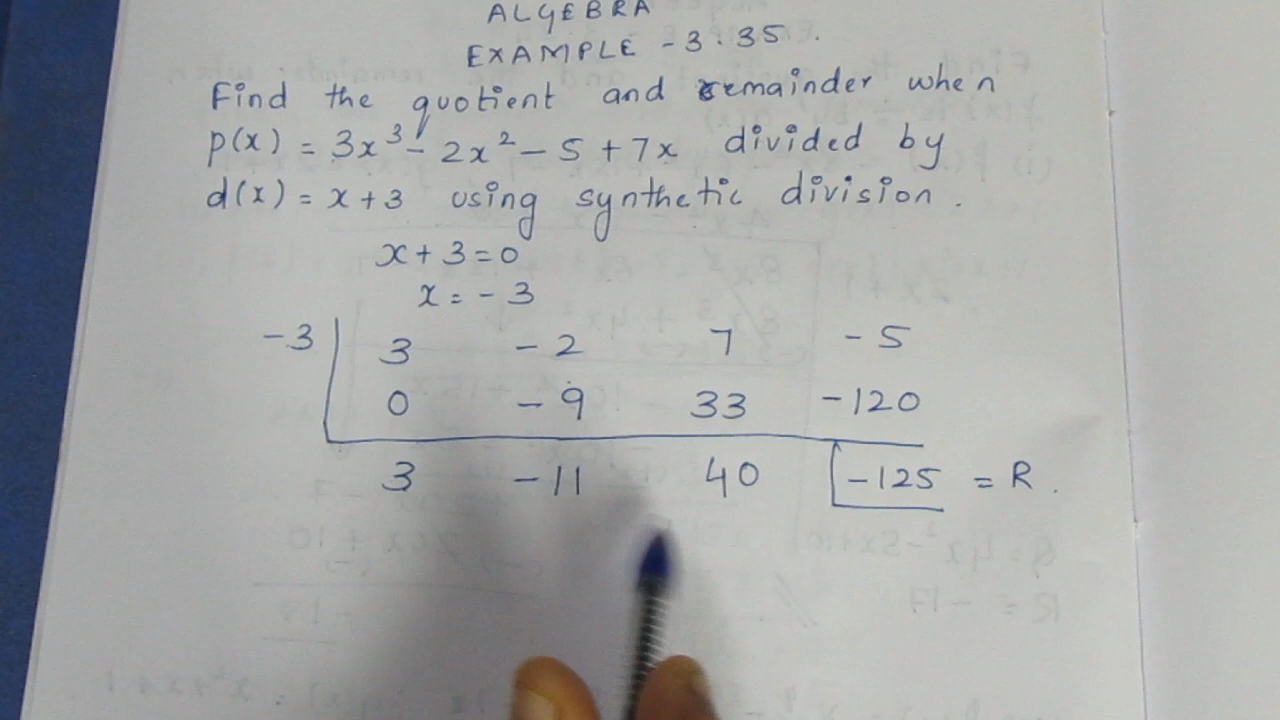 ALGEBRA
EXAMPLE - 3.35.
Find the quotient and remainder when
p(x) = 3x³ - 2x² - 5 + 7x divided by
d(x) = x + 3 using synthetic division.
x + 3 = 0
x = - 3
-3 3 - 2 7 - 5
0 - 9 33 - 120
3 - 11 40 - 125 = R.